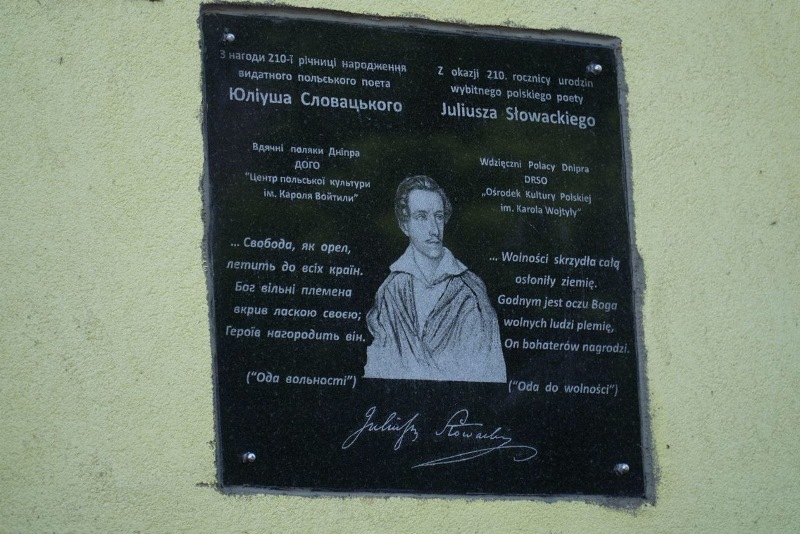 З нагоди 210-ї річниці народження
видатного польського поета
Юліуша Словацького
Вдячні поляки Дніпра
ДОГО
"Центр польської культури
ім. Кароля Войтили"
... Свобода, як орел,
летить до всіх країн.
Бог вільні племена
вкрив ласкою своєю;
Героїв нагородить він.
("Ода вольності")
Z okazji 210. rocznicy urodzin
wybitnego polskiego poety
Juliusza Słowackiego
Wdzięczni Polacy Dnipra
DRSO
„Ośrodek Kultury Polskiej
im. Karola Wojtyły"
... Wolności skrzydła całą
osłoniły ziemię.
Godnym jest oczu Boga
wolnych ludzi plemię,
On bohaterów nagrodzi.
("Oda do wolności")
Juliusz Słowacki